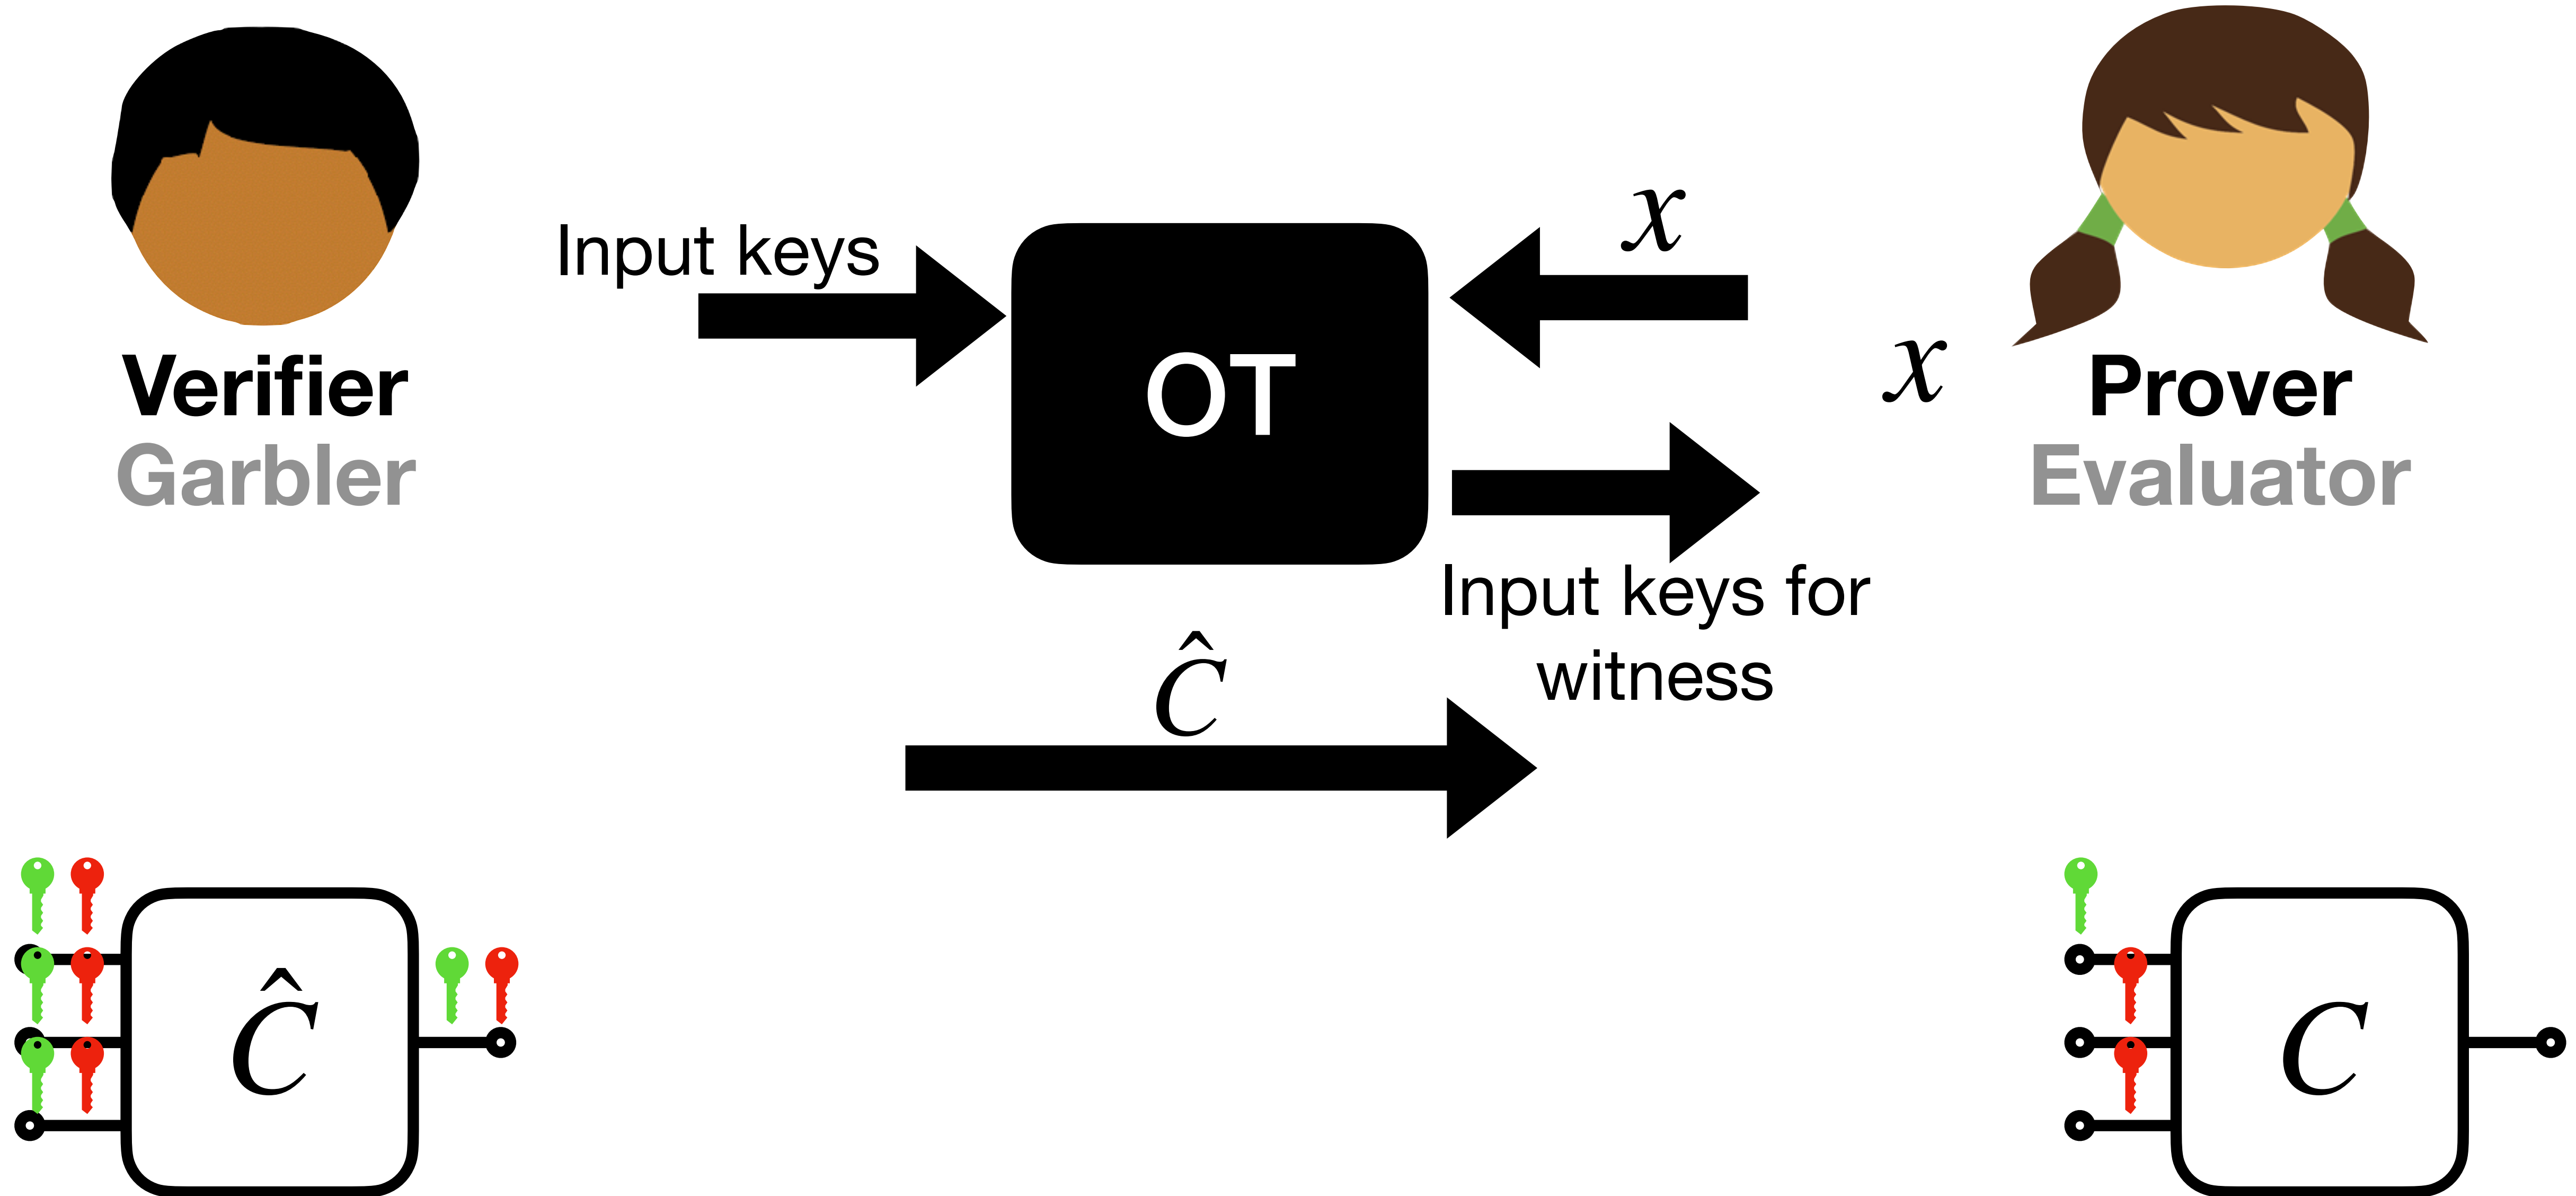 Verifier
Garbler
Input keys
OT
x
x
Prover
Evaluator
Input keys for
witness
Ĉ
Ĉ
C